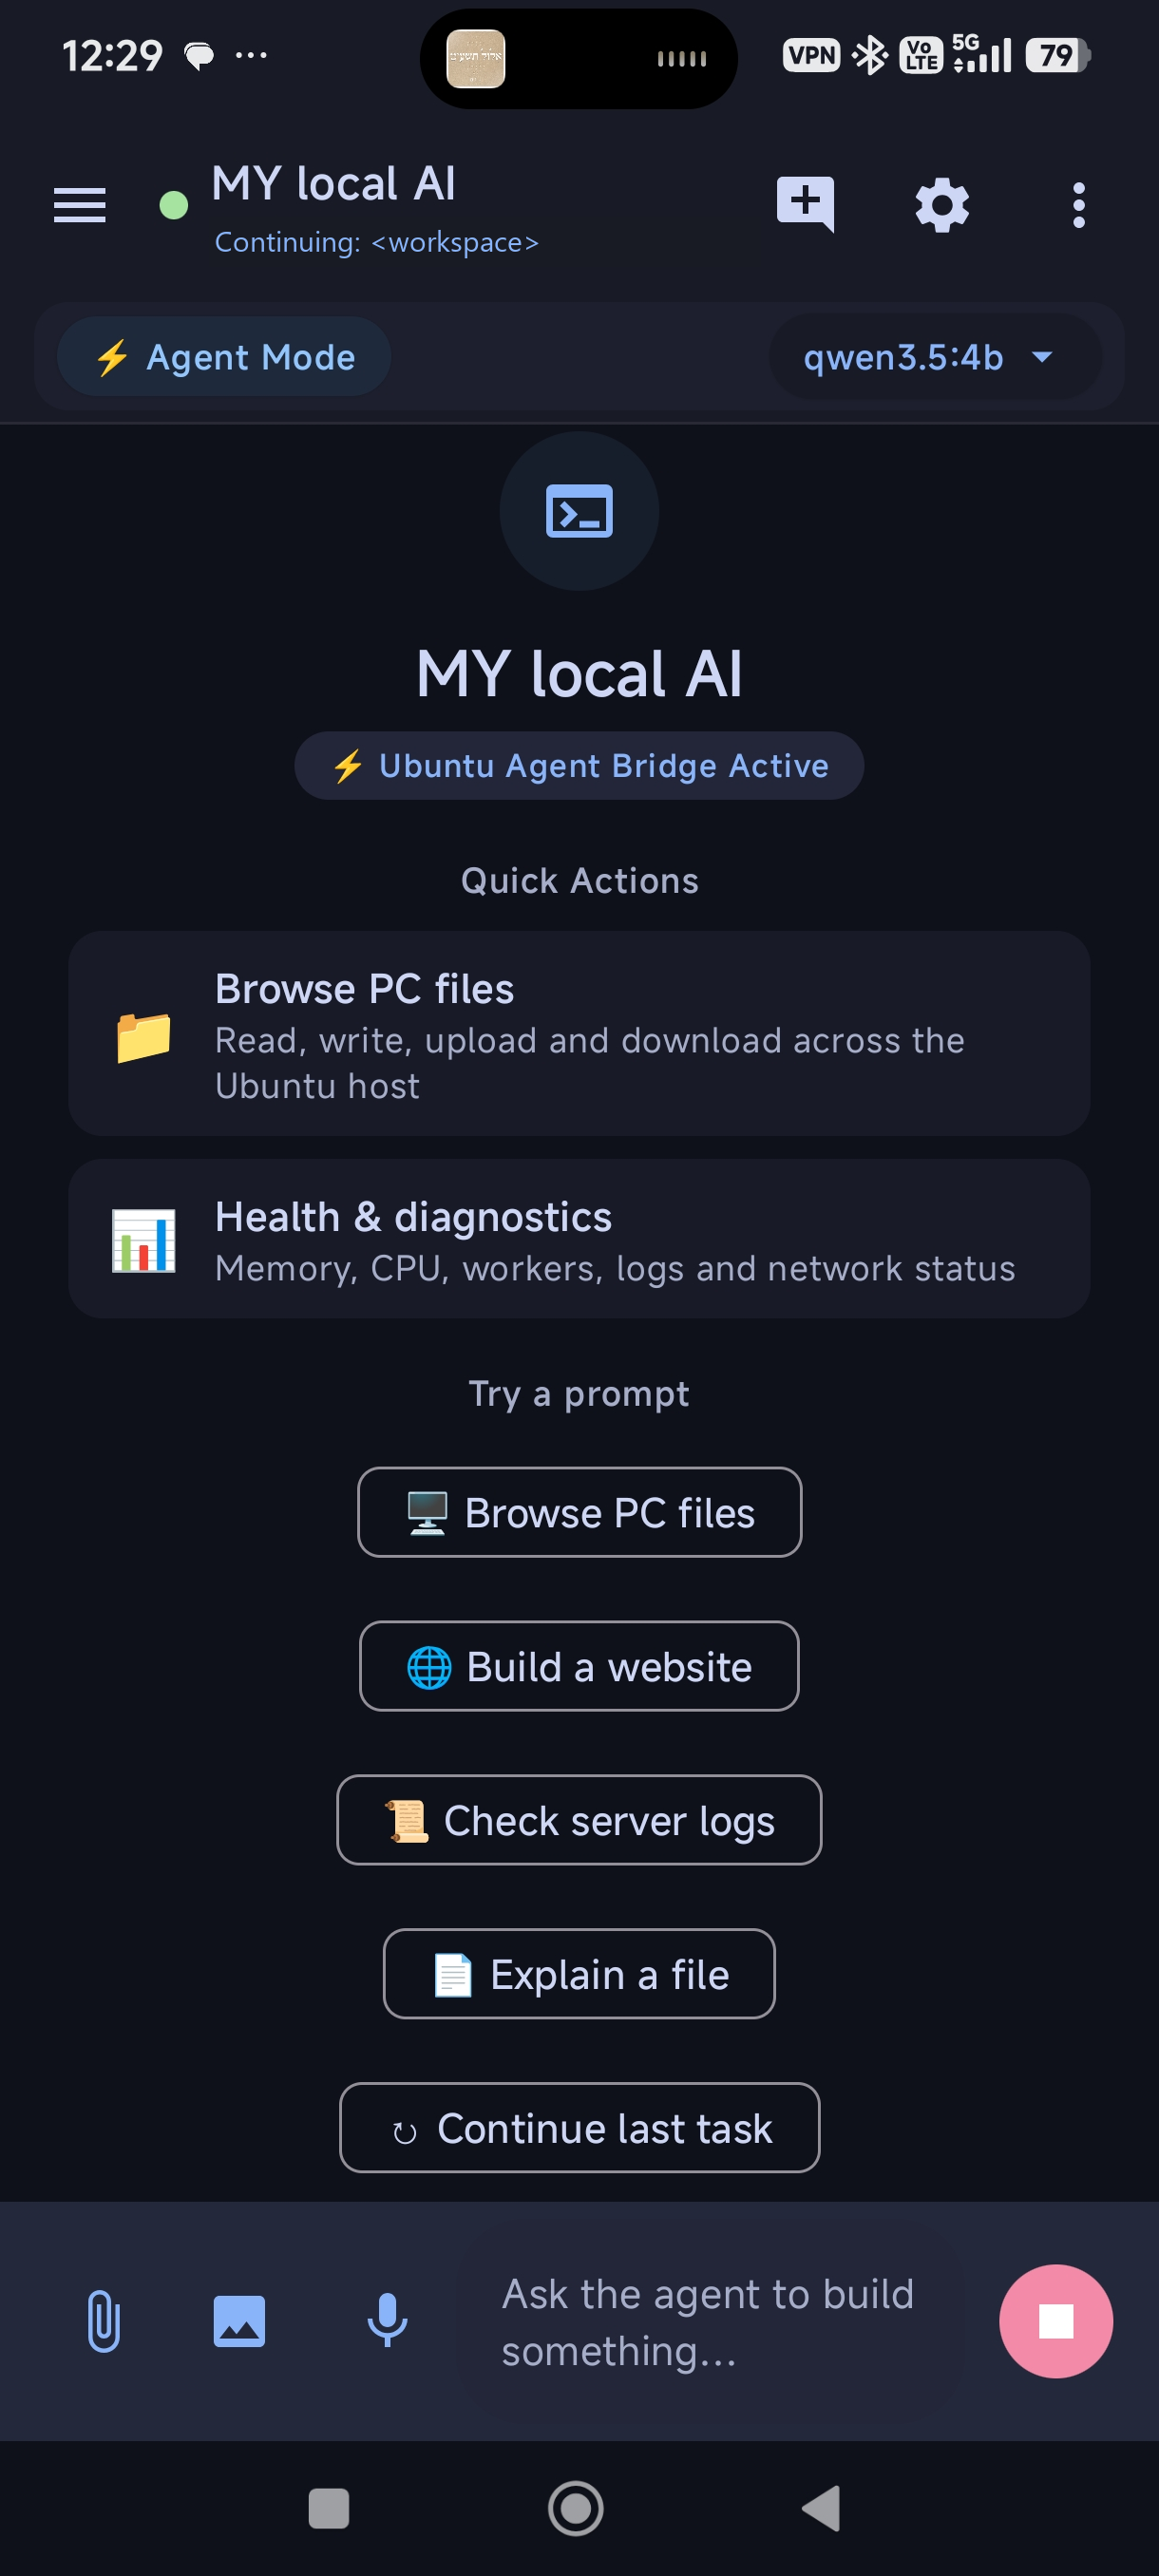 12:29
VPN
Vo
LTE
5G
79
MY local AI
Continuing: <workspace>
⚡ Agent Mode
qwen3.5:4b
MY local AI
⚡ Ubuntu Agent Bridge Active
Quick Actions
Browse PC files
Read, write, upload and download across the
Ubuntu host
Health & diagnostics
Memory, CPU, workers, logs and network status
Try a prompt
Browse PC files
Build a website
Check server logs
Explain a file
Continue last task
Ask the agent to build
something...